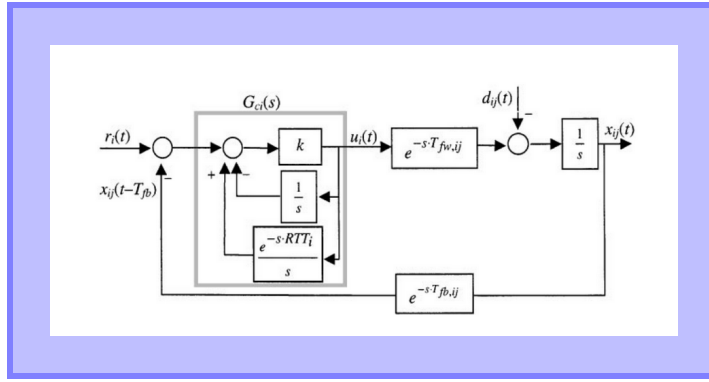 G_ci(s)
d_ij(t)
−
r_i(t)
k
u_i(t)
e^−s·T_fw,ij
1/s
x_ij(t)
+
−
x_ij(t−T_fb)
−
1/s
e^−s·RTT_i/s
e^−s·T_fb,ij